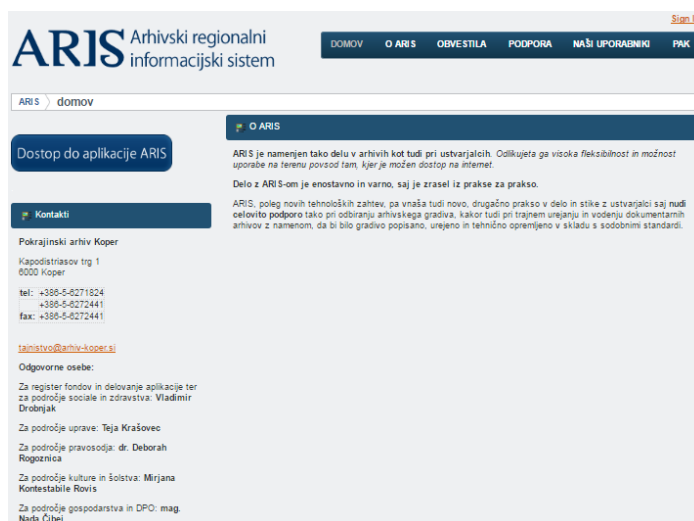 Sign
ARIS Arhivski regionalni
informacijski sistem
DOMOV O ARIS OBVESTILA PODPORA NAŠI UPORABNIKI PAK
ARIS domov
Dostop do aplikacije ARIS
Kontakti
Pokrajinski arhiv Koper
Kapodistriasov trg 1
6000 Koper
tel: +386-5-6271824
+386-5-6272441
fax: +386-5-6272441
tajnistvo@arhiv-koper.si
Odgovorne osebe:
Za register fondov in delovanje aplikacije ter
za področje sociale in zdravstva: Vladimir
Drobnjak
Za področje uprave: Teja Krašovec
Za področje pravosodja: dr. Deborah
Rogoznica
Za področje kulture in šolstva: Mirjana
Kontestabile Rovis
Za področje gospodarstva in DPO: mag.
Nada Čibej
O ARIS
ARIS je namenjen tako delu v arhivih kot tudi pri ustvarjalcih. Odlikujeta ga visoka fleksibilnost in možnost
uporabe na terenu povsod tam, kjer je možen dostop na internet.
Delo z ARIS-om je enostavno in varno, saj je zrasel iz prakse za prakso.
ARIS, poleg novih tehnoloških zahtev, pa vnaša tudi novo, drugačno prakso v delo in stike z ustvarjalci saj nudi
celovito podporo tako pri odbiranju arhivskega gradiva, kakor tudi pri trajnem urejanju in vodenju dokumentarnih
arhivov z namenom, da bi bilo gradivo popisano, urejeno in tehnično opremljeno v skladu s sodobnimi standardi.